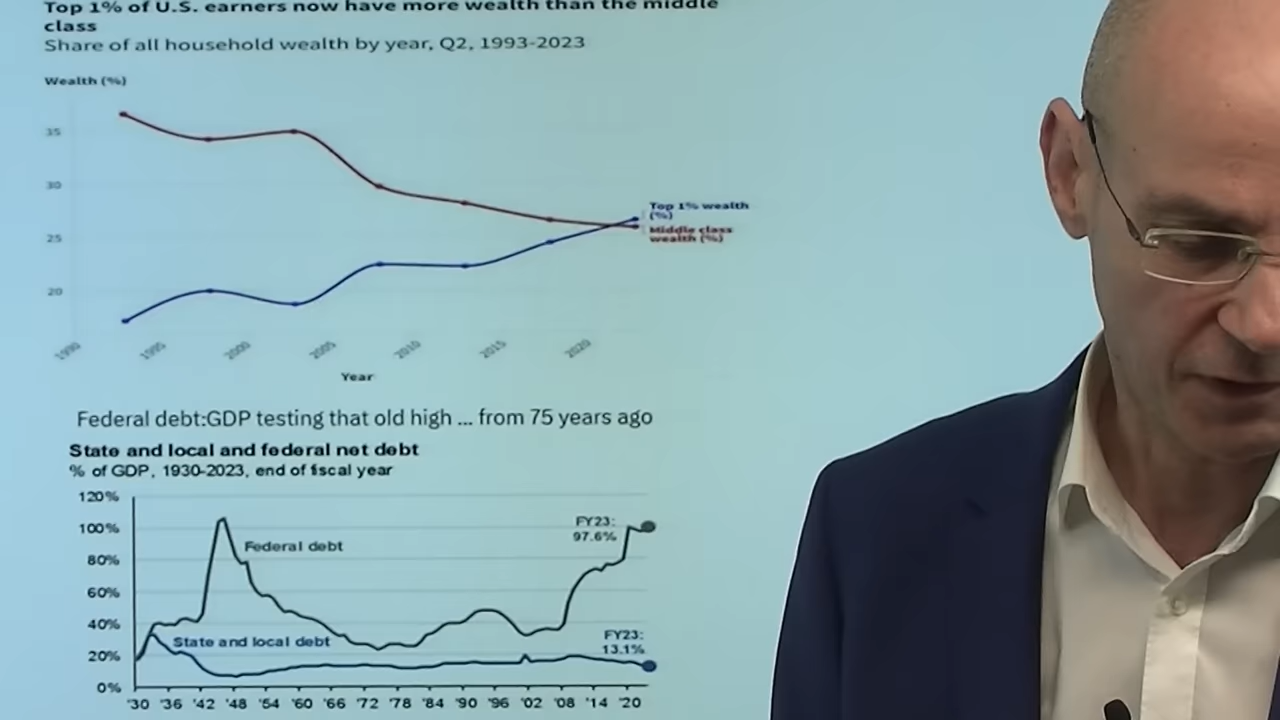 Top 1% of U.S. earners now have more wealth than the middle
class
Share of all household wealth by year, Q2, 1993-2023
Wealth (%)
35
30
25
20
Top 1% wealth
(%)
Middle class
wealth (%)
1990
1995
2000
2005
2010
2015
2020
Year
Federal debt:GDP testing that old high ... from 75 years ago
State and local and federal net debt
% of GDP, 1930-2023, end of fiscal year
120%
100%
80%
60%
40%
20%
0%
Federal debt
FY23:
97.6%
State and local debt
FY23:
13.1%
'30 '36 '42 '48 '54 '60 '66 '72 '78 '84 '90 '96 '02 '08 '14 '20